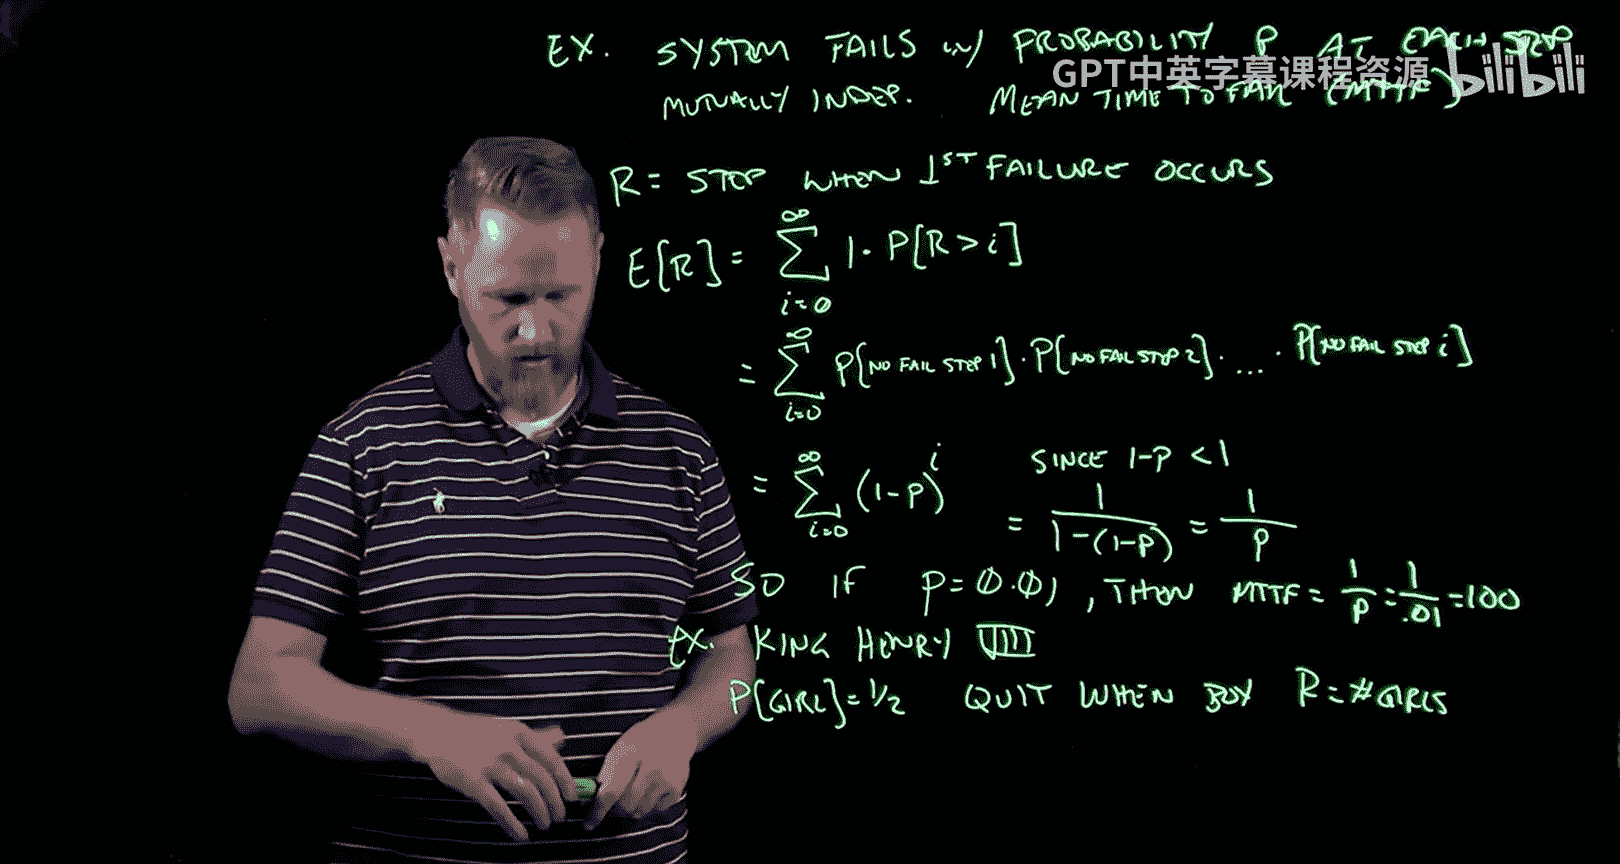 EX. SYSTEM FAILS w/ PROBABILITY P AT EACH STEP
GPT中英字幕课程资源 bilibili
MUTUALLY INDEP. MEAN TIME TO FAIL (MTTF)
R = STEP WHEN 1ST FAILURE OCCURS
E[R] = ∑_{i=0}^{∞} 1 · P[R > i]
= ∑_{i=0}^{∞} P[NO FAIL STEP 1] · P[NO FAIL STEP 2] · ... · P[NO FAIL STEP i]
= ∑_{i=0}^{∞} (1-P)^i SINCE 1-P < 1
= 1/(1-(1-P)) = 1/P
SO IF P = 0.01, THEN MTTF = 1/P = 1/.01 = 100
EX. KING HENRY VIII
P[GIRL] = 1/2 QUIT WHEN BOY R = # GIRLS